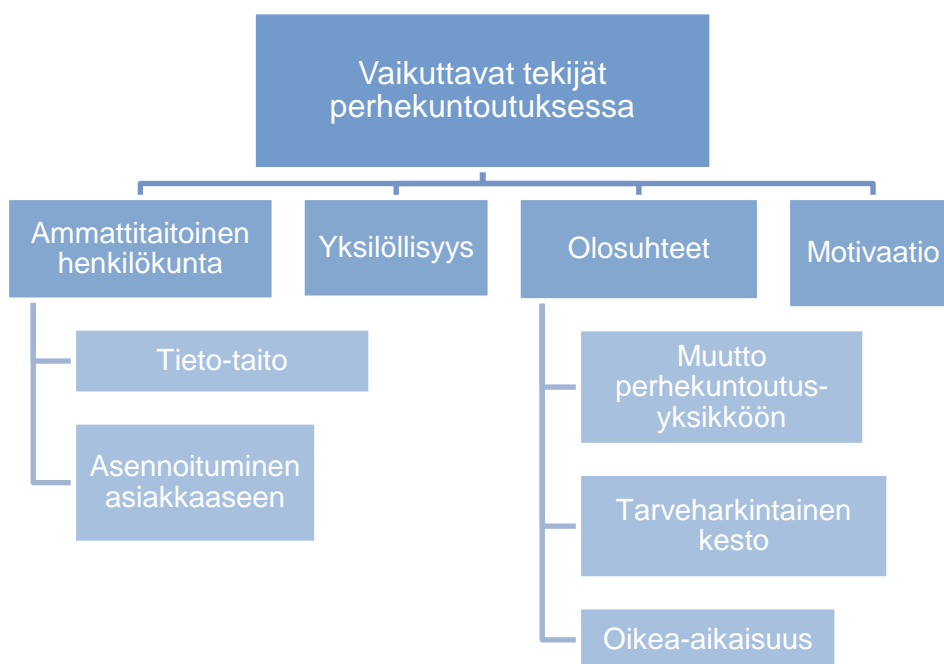 Vaikuttavat tekijät
perhekuntoutuksessa
Ammattitaitoinen
henkilökunta
Yksilöllisyys
Olosuhteet
Motivaatio
Tieto-taito
Asennoituminen
asiakkaaseen
Muutto
perhekuntoutus-
yksikköön
Tarveharkintainen
kesto
Oikea-aikaisuus